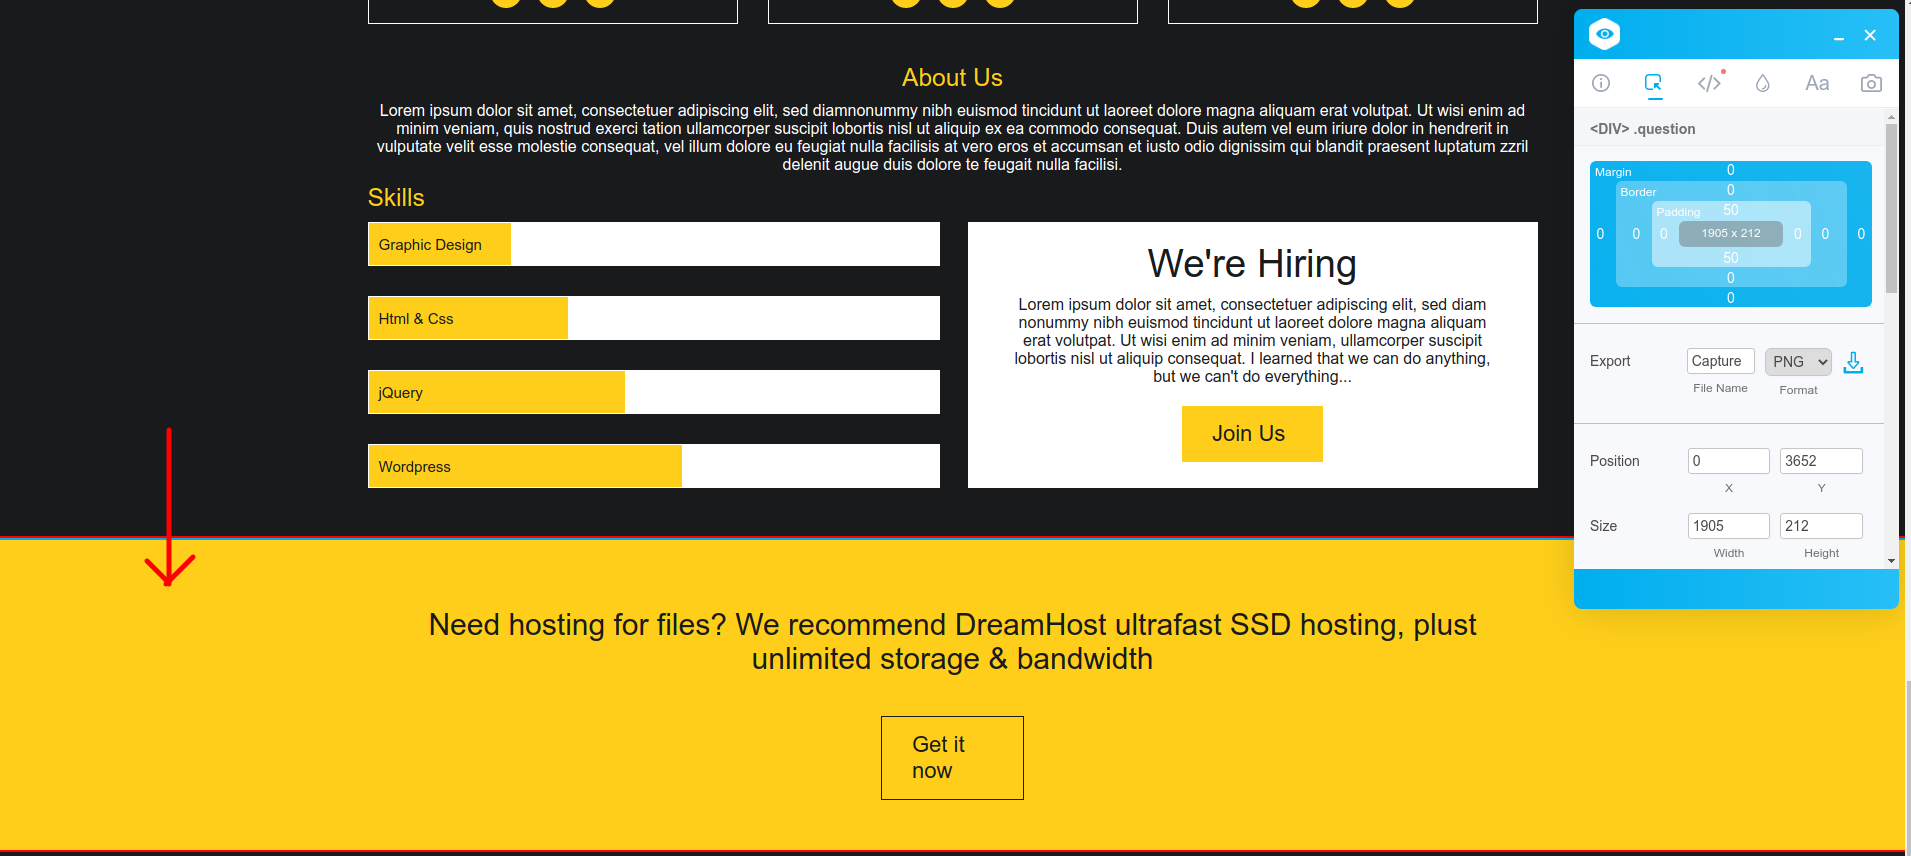 About Us
Lorem ipsum dolor sit amet, consectetuer adipiscing elit, sed diamnonummy nibh euismod tincidunt ut laoreet dolore magna aliquam erat volutpat. Ut wisi enim ad
minim veniam, quis nostrud exerci tation ullamcorper suscipit lobortis nisl ut aliquip ex ea commodo consequat. Duis autem vel eum iriure dolor in hendrerit in
vulputate velit esse molestie consequat, vel illum dolore eu feugiat nulla facilisis at vero eros et accumsan et iusto odio dignissim qui blandit praesent luptatum zzril
delenit augue duis dolore te feugait nulla facilisi.
Skills
Graphic Design
Html & Css
jQuery
Wordpress
We're Hiring
Lorem ipsum dolor sit amet, consectetuer adipiscing elit, sed diam
nonummy nibh euismod tincidunt ut laoreet dolore magna aliquam
erat volutpat. Ut wisi enim ad minim veniam, ullamcorper suscipit
lobortis nisl ut aliquip consequat. I learned that we can do anything,
but we can't do everything...
Join Us
Need hosting for files? We recommend DreamHost ultrafast SSD hosting, plust
unlimited storage & bandwidth
Get it
now
Aa
<DIV> .question
Margin 0
Border 0
Padding 50
0 0 0 1905 x 212 0 0 0
50
0
0
Export Capture PNG
File Name Format
Position 0 3652
X Y
Size 1905 212
Width Height